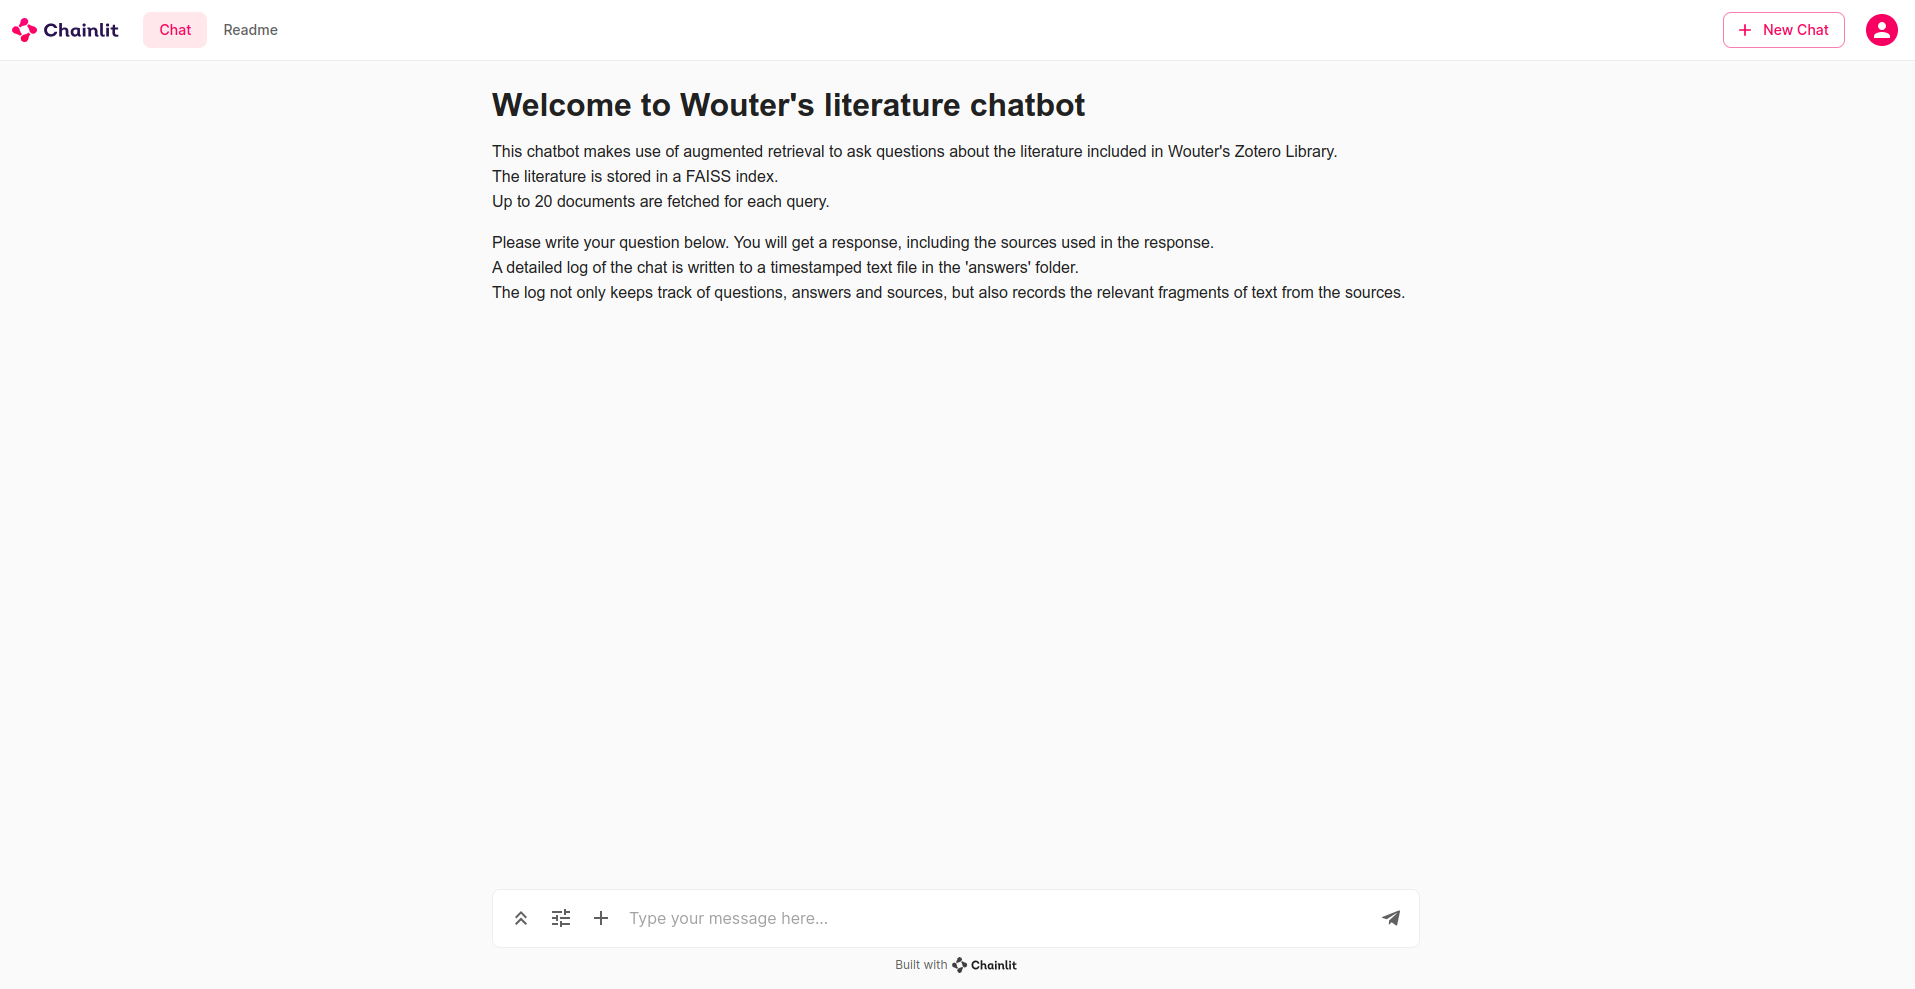 Chainlit
Chat
Readme
New Chat
Welcome to Wouter's literature chatbot
This chatbot makes use of augmented retrieval to ask questions about the literature included in Wouter's Zotero Library.
The literature is stored in a FAISS index.
Up to 20 documents are fetched for each query.
Please write your question below. You will get a response, including the sources used in the response.
A detailed log of the chat is written to a timestamped text file in the 'answers' folder.
The log not only keeps track of questions, answers and sources, but also records the relevant fragments of text from the sources.
Type your message here...
Built with Chainlit